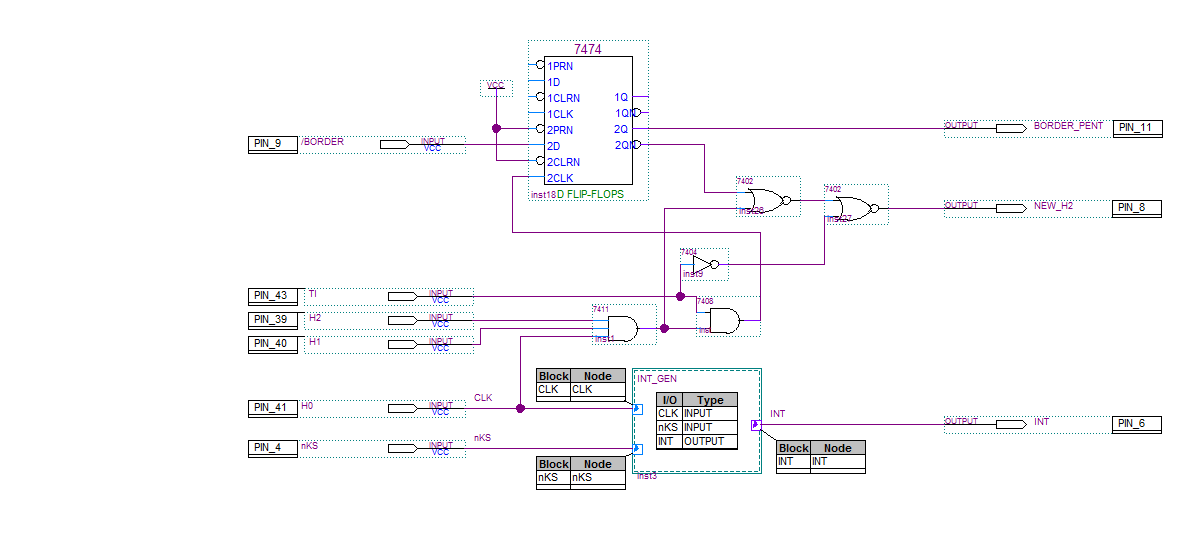 7474
1PRN
1D
1CLRN
1CLK
2PRN
2D
2CLRN
2CLK
1Q
1QN
2Q
2QN
inst18
D FLIP-FLOPS
VCC
PIN_9
/BORDER
INPUT
VCC
OUTPUT
BORDER_PENT
PIN_11
7402
inst26
7402
inst27
OUTPUT
NEW_H2
PIN_8
7404
inst9
PIN_43
TI
INPUT
VCC
PIN_39
H2
INPUT
VCC
PIN_40
H1
INPUT
VCC
7411
inst1
7408
inst
Block Node
CLK CLK
INT_GEN
I/O Type
CLK INPUT
nKS INPUT
INT OUTPUT
PIN_41
H0
INPUT
VCC
CLK
INT
OUTPUT
INT
PIN_6
PIN_4
nKS
INPUT
VCC
nKS
Block Node
nKS nKS
inst3
Block Node
INT INT